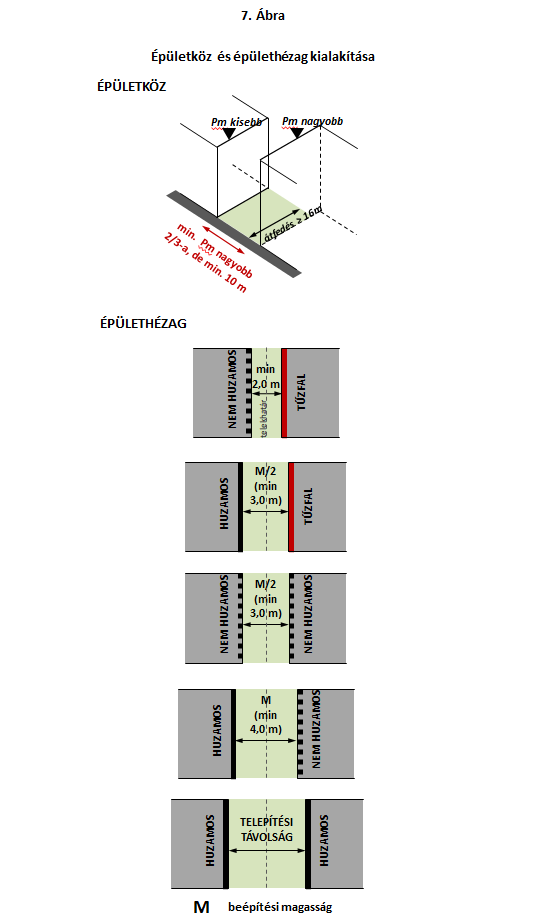 7. Ábra
Épületköz és épülethézag kialakítása
ÉPÜLETKÖZ
Pm kisebb
Pm nagyobb
átfedés ≥ 16m
min. Pm nagyobb
2/3-a, de min. 10 m
ÉPÜLETHÉZAG
NEM HUZAMOS
min
2,0 m
telekhatár
TŰZFAL
HUZAMOS
M/2
(min
3,0 m)
TŰZFAL
NEM HUZAMOS
M/2
(min
3,0 m)
NEM HUZAMOS
HUZAMOS
M
(min
4,0 m)
NEM HUZAMOS
HUZAMOS
TELEPÍTÉSI
TÁVOLSÁG
HUZAMOS
M beépítési magasság